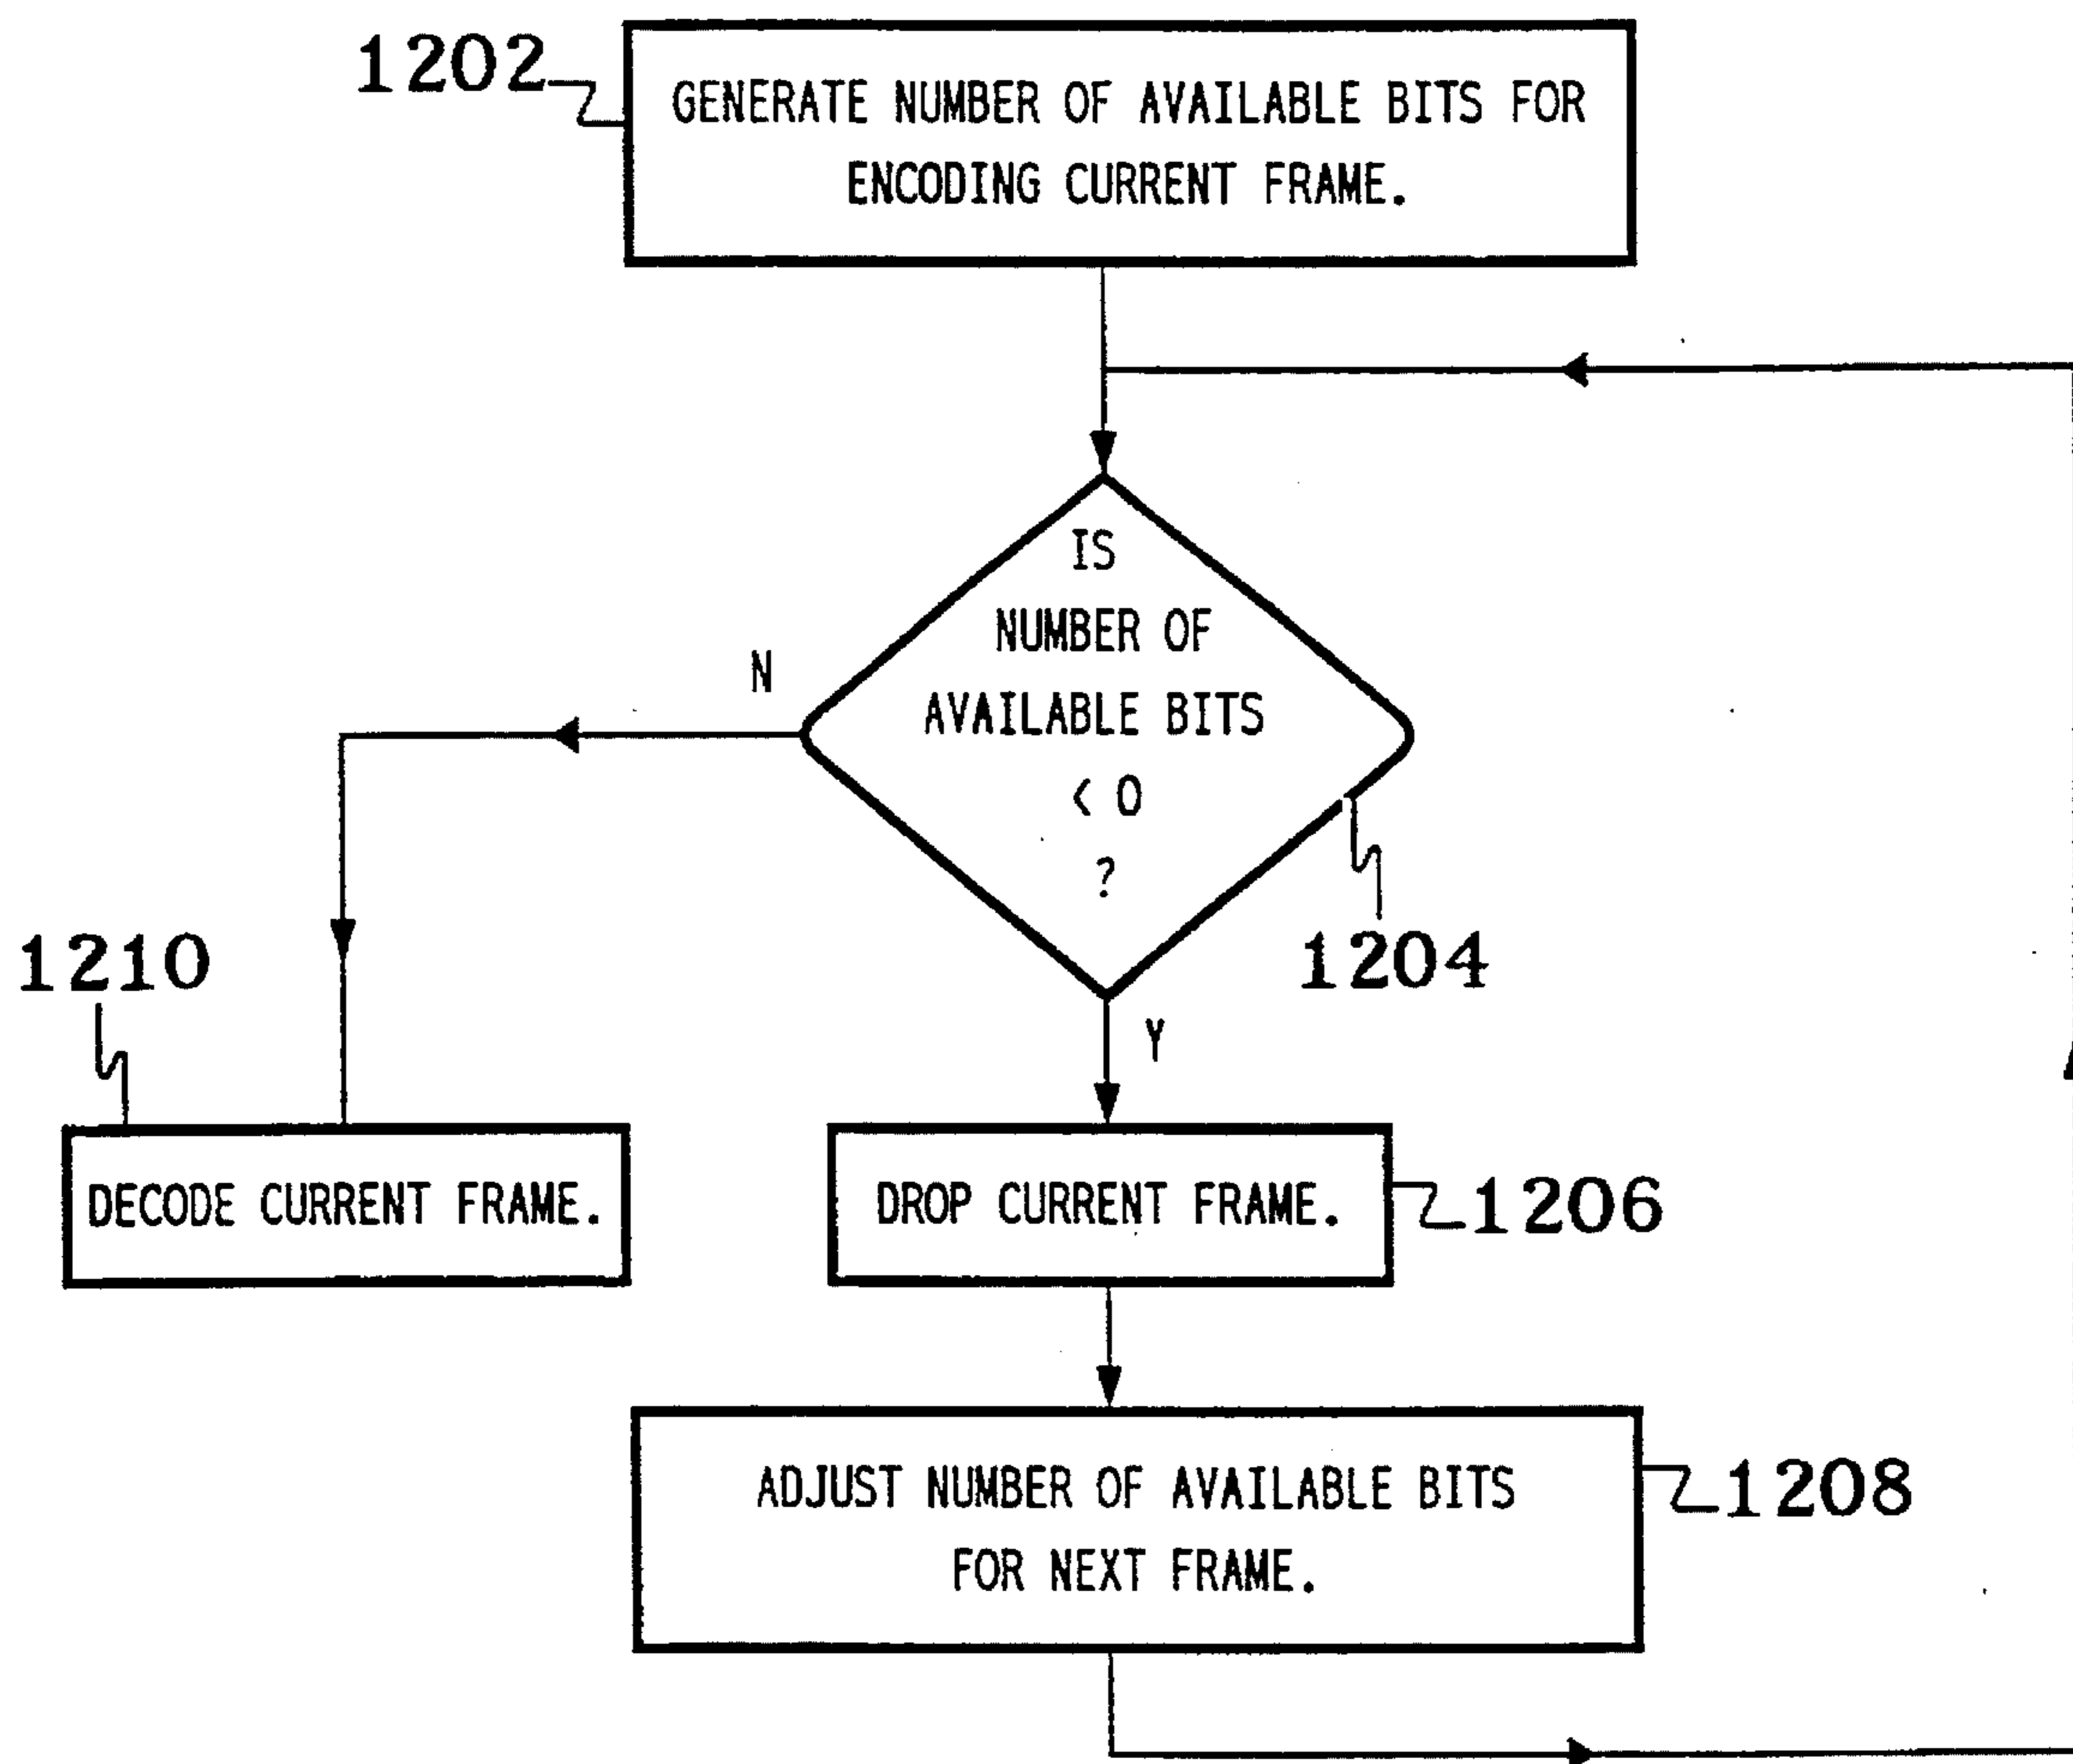 1202
GENERATE NUMBER OF AVAILABLE BITS FOR
ENCODING CURRENT FRAME.
IS
NUMBER OF
AVAILABLE BITS
< 0
?
N
1204
Y
1210
DECODE CURRENT FRAME.
DROP CURRENT FRAME.
1206
ADJUST NUMBER OF AVAILABLE BITS
FOR NEXT FRAME.
1208